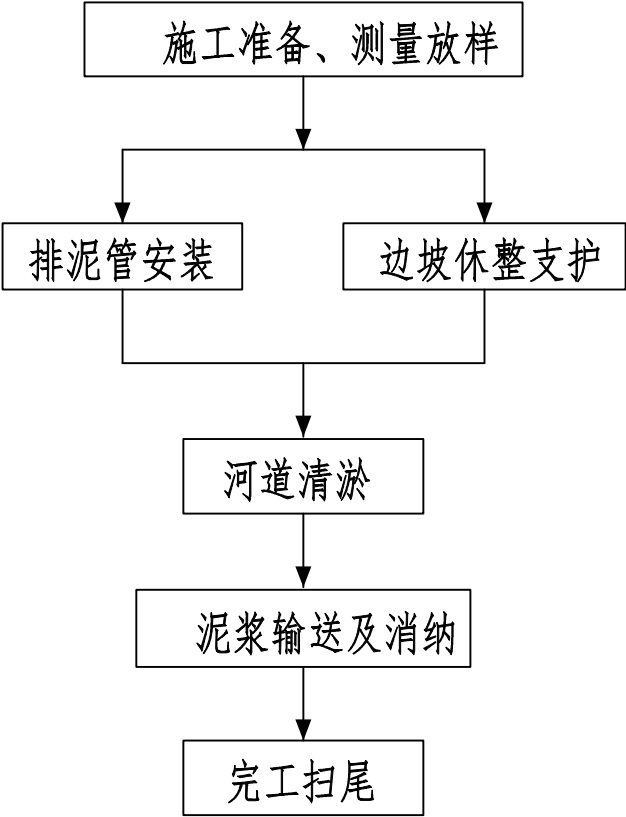 施工准备、测量放样
排泥管安装
边坡休整支护
河道清淤
泥浆输送及消纳
完工扫尾